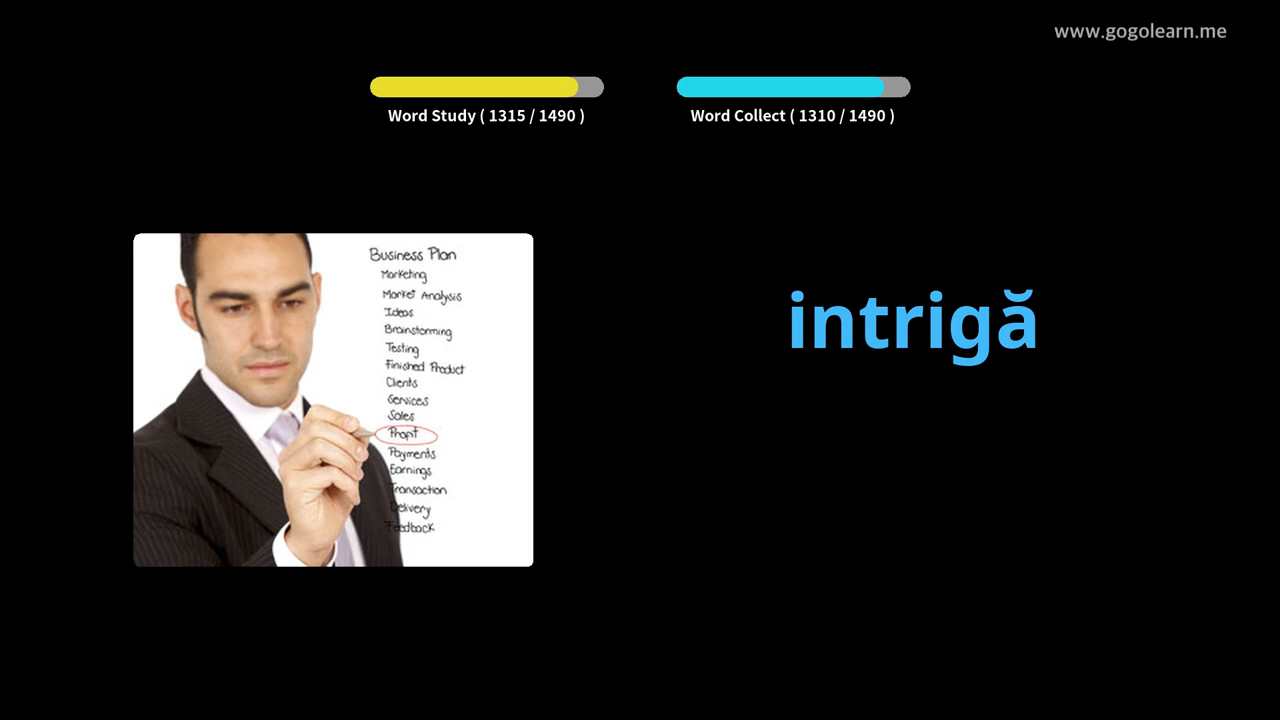 www.gogolearn.me
Word Study ( 1315 / 1490 )
Word Collect ( 1310 / 1490 )
Business Plan
Marketing
Market Analysis
Ideas
Brainstorming
Testing
Finished Product
Clients
Services
Sales
Profit
Payments
Earnings
Transaction
Delivery
Feedback
intrigă